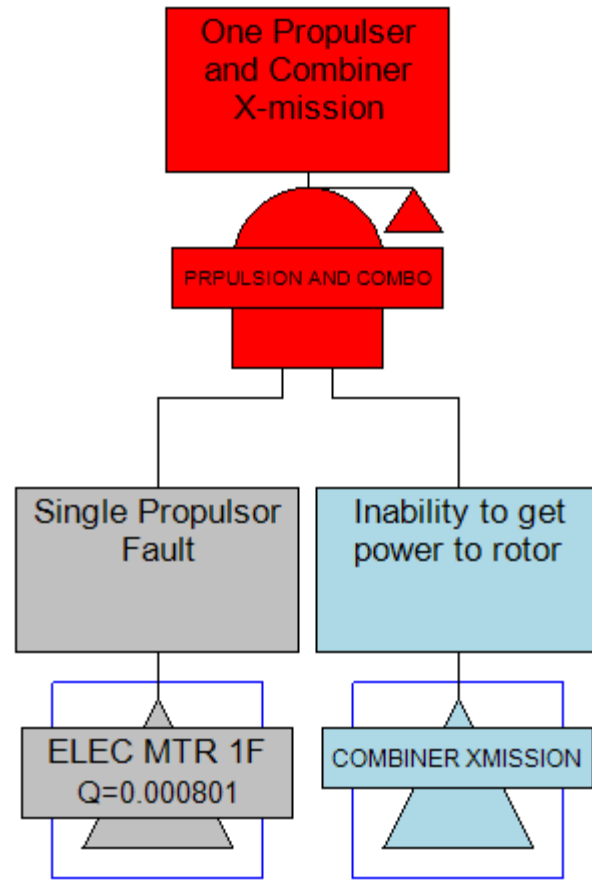 One Propulser
and Combiner
X-mission
PRPULSION AND COMBO
Single Propulsor
Fault
Inability to get
power to rotor
ELEC MTR 1F
Q=0.000801
COMBINER XMISSION